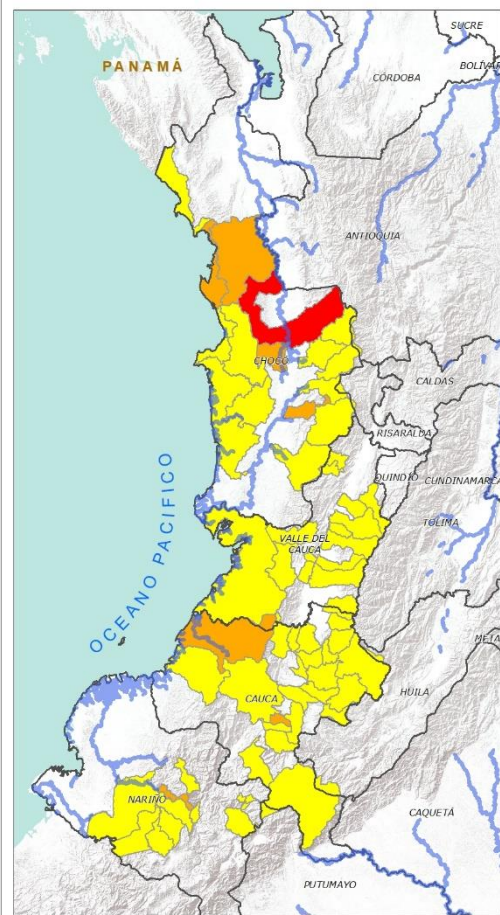 SUCRE
PANAMÁ
BOLÍVAR
CÓRDOBA
ANTIOQUIA
CHOCÓ
CALDAS
RISARALDA
QUINDÍO
CUNDINAMARCA
OCEANO PACIFICO
TOLIMA
VALLE DEL
CAUCA
META
HUILA
CAUCA
NARIÑO
CAQUETÁ
PUTUMAYO